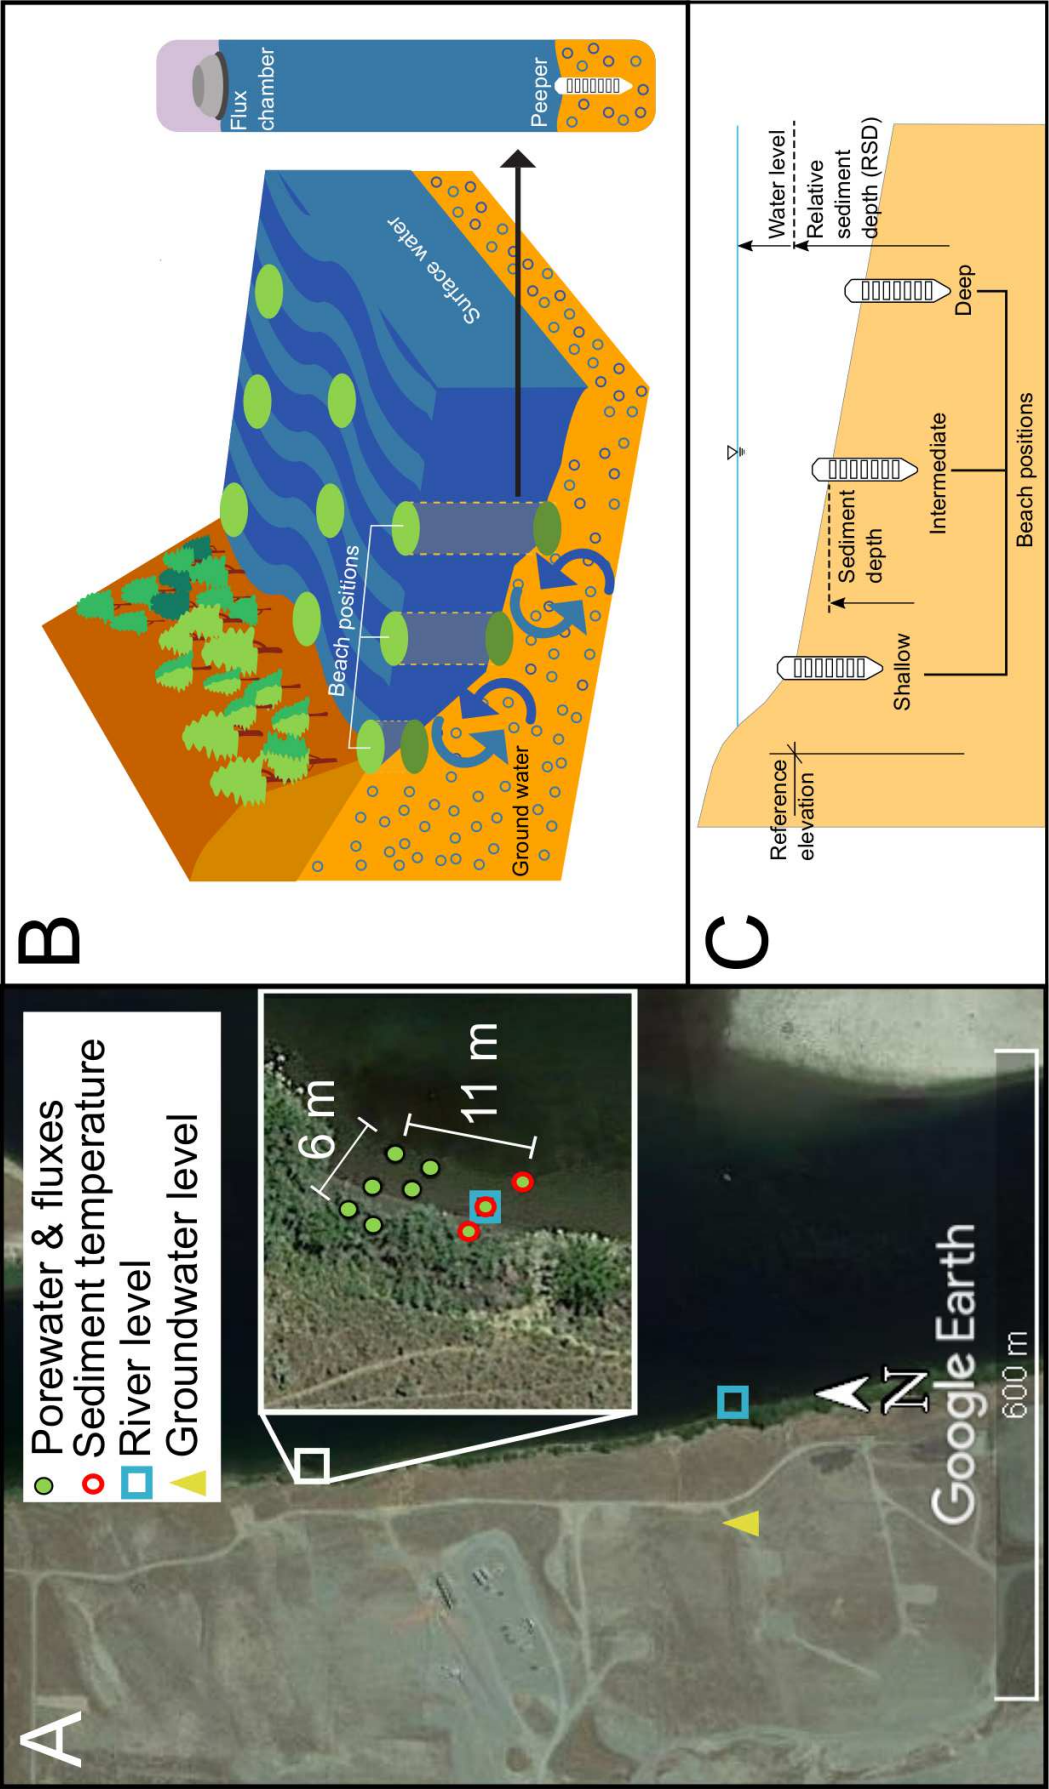 A
Porewater & fluxes
Sediment temperature
River level
Groundwater level
6 m
11 m
N
Google Earth
600 m
B
Beach positions
Surface water
Ground water
Flux
chamber
Peeper
C
Reference
elevation
Shallow
Sediment
depth
Intermediate
Deep
Beach positions
Water level
Relative
sediment
depth (RSD)